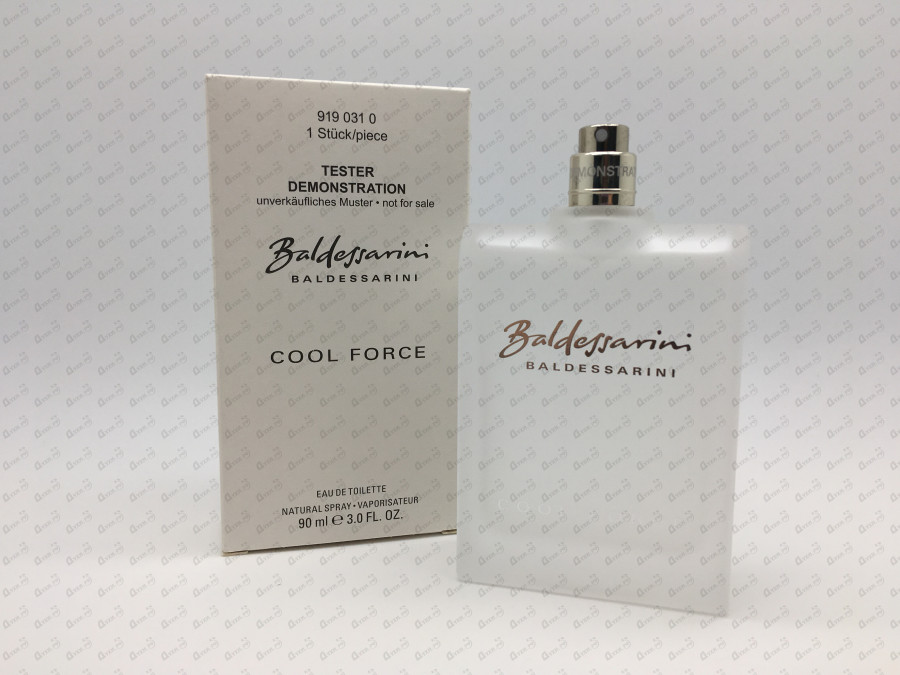 919 031 0
1 Stück/piece
TESTER
DEMONSTRATION
unverkäufliches Muster • not for sale
Baldessarini
BALDESSARINI
COOL FORCE
EAU DE TOILETTE
NATURAL SPRAY • VAPORISATEUR
90 ml ℮ 3.0 FL. OZ.
MONSTRA
Baldessarini
BALDESSARINI